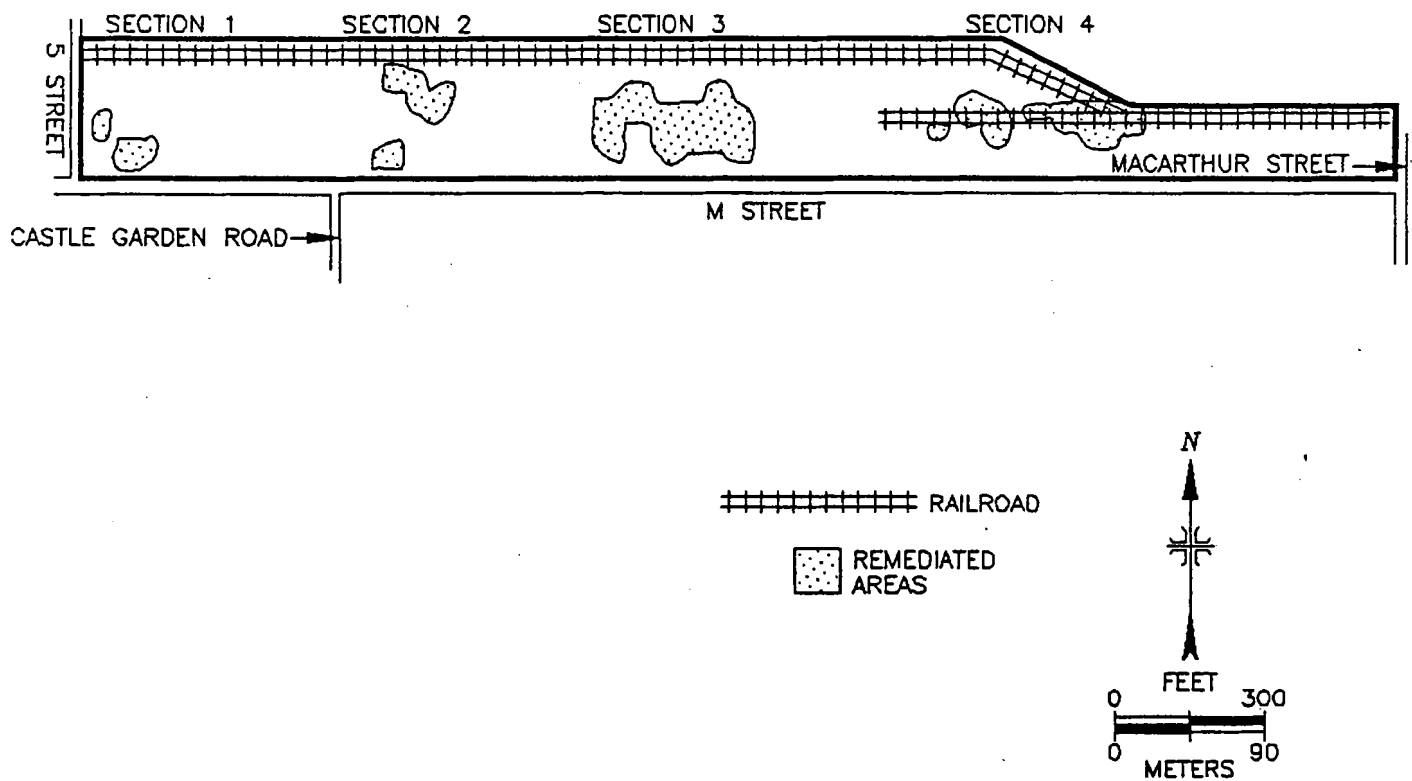 SECTION 1
SECTION 2
SECTION 3
SECTION 4
5 STREET
MACARTHUR STREET
M STREET
CASTLE GARDEN ROAD
N
RAILROAD
REMEDIATED
AREAS
FEET
0 300
0 90
METERS